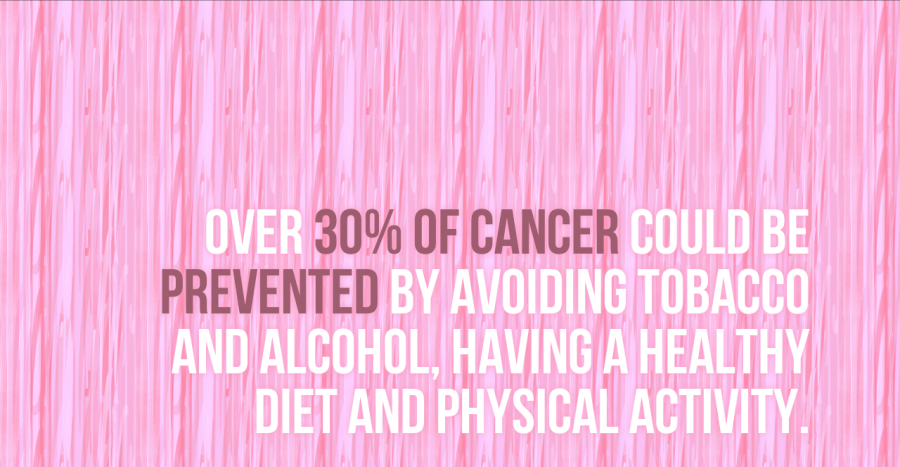 OVER 30% OF CANCER COULD BE
PREVENTED BY AVOIDING TOBACCO
AND ALCOHOL, HAVING A HEALTHY
DIET AND PHYSICAL ACTIVITY.